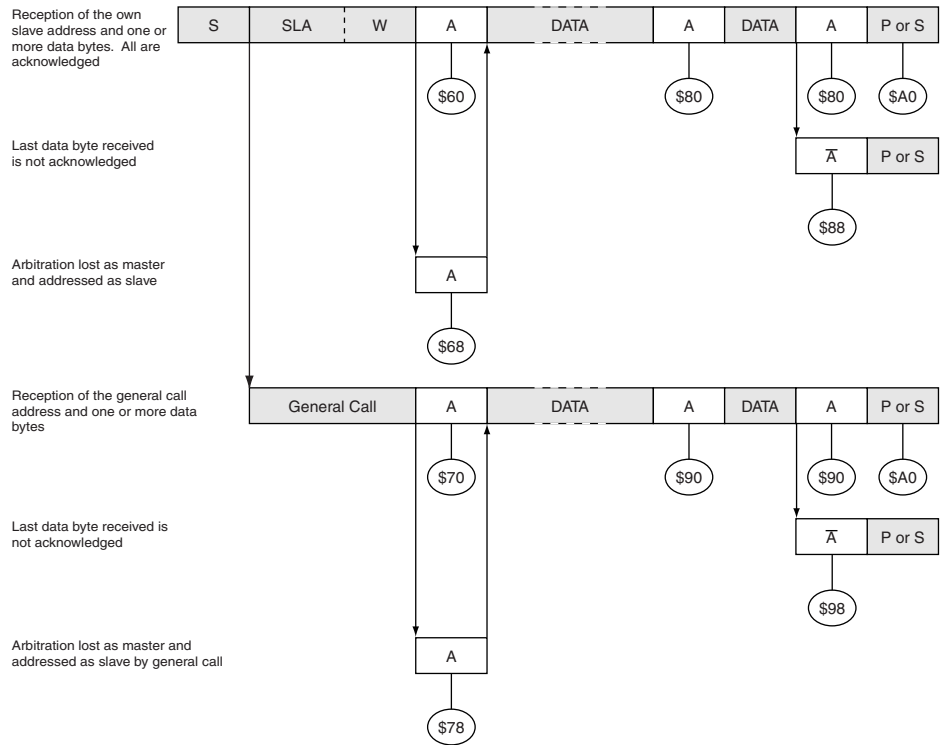 Reception of the own
slave address and one or
more data bytes. All are
acknowledged
S SLA W A DATA A DATA A P or S
$60 $80 $80 $A0
Last data byte received
is not acknowledged
A̅ P or S
$88
Arbitration lost as master
and addressed as slave
A
$68
Reception of the general call
address and one or more data
bytes
General Call A DATA A DATA A P or S
$70 $90 $90 $A0
Last data byte received is
not acknowledged
A̅ P or S
$98
Arbitration lost as master and
addressed as slave by general call
A
$78